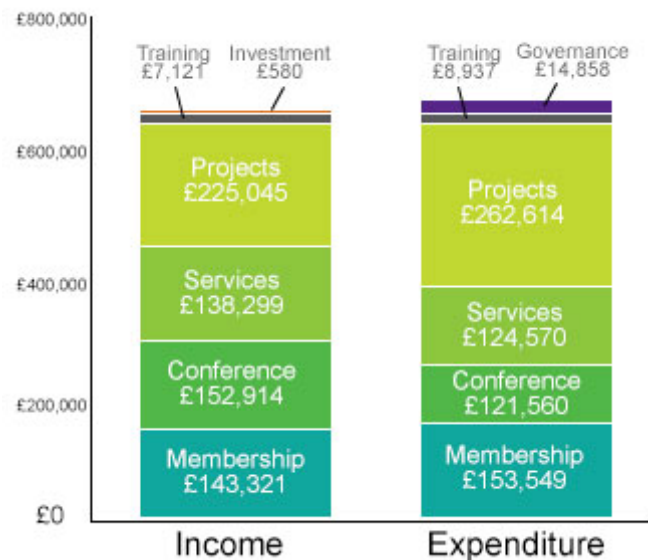 £800,000
£600,000
£400,000
£200,000
£0
Training
£7,121
Investment
£580
Projects
£225,045
Services
£138,299
Conference
£152,914
Membership
£143,321
Income
Training
£8,937
Governance
£14,858
Projects
£262,614
Services
£124,570
Conference
£121,560
Membership
£153,549
Expenditure